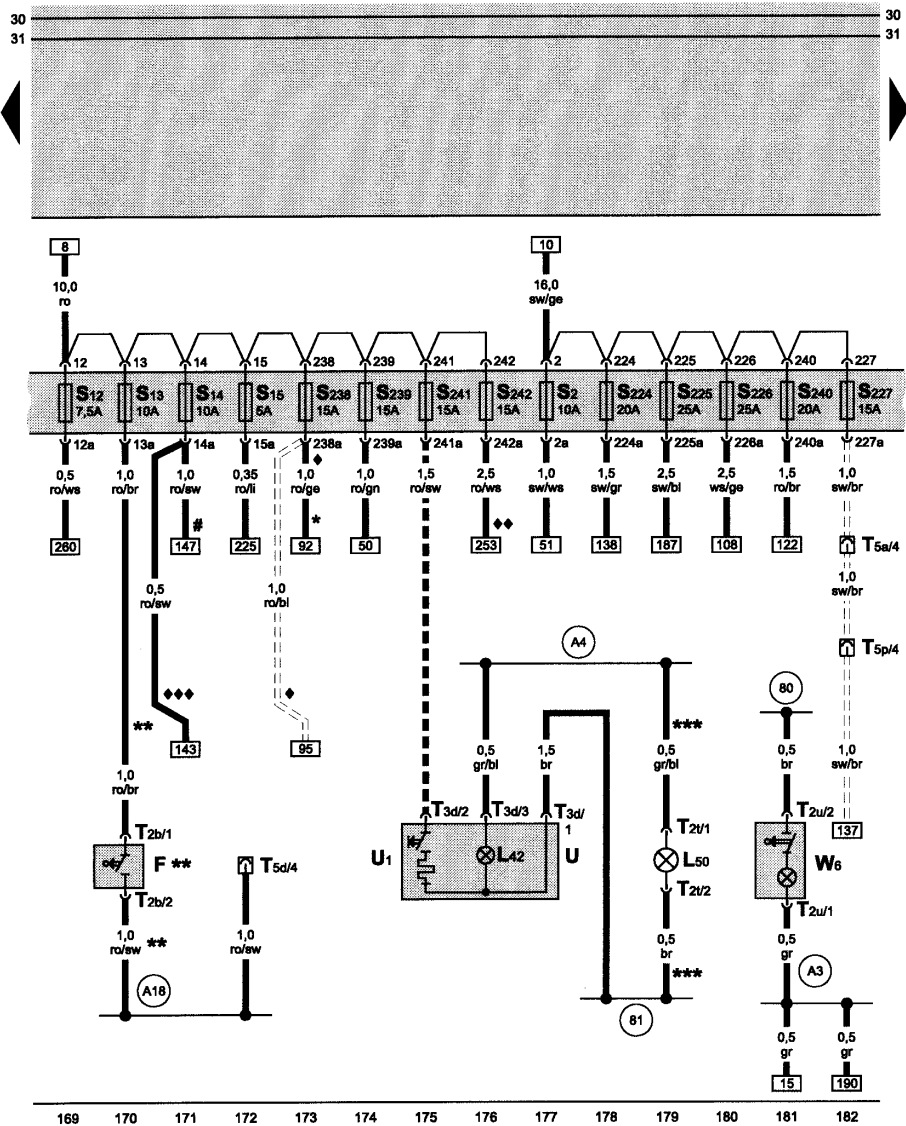 30 30
31 31
8 10
10,0 16,0
ro sw/ge
12 13 14 15 238 239 241 242 2 224 225 226 240 227
S12 S13 S14 S15 S238 S239 S241 S242 S2 S224 S225 S226 S240 S227
7,5A 10A 10A 5A 15A 15A 15A 15A 10A 20A 25A 25A 20A 15A
12a 13a 14a 15a 238a 239a 241a 242a 2a 224a 225a 226a 240a 227a
0,5 1,0 1,0 0,35 1,0 1,0 1,5 2,5 1,0 1,5 2,5 2,5 1,5 1,0
ro/ws ro/br ro/sw ro/li ro/ge ro/gn ro/sw ro/ws sw/ws sw/gr sw/bl ws/ge ro/br sw/br
# *
260 147 225 92 50 253 51 138 187 108 122 T5a/4
0,5 1,0 1,0
ro/sw ro/bl sw/br
A4 T5p/4
80
** 143 95 ***
1,0 0,5 1,5 0,5 0,5 1,0
ro/br gr/bl br gr/bl br sw/br
T2b/1 T3d/2 T3d/3 T3d/1 T2t/1 T2u/2 137
F ** T5d/4 U1 L42 U L50 W6
T2b/2 T2t/2 T2u/1
1,0 1,0 0,5 0,5
ro/sw ** ro/sw br gr
*** A3
A18 81
0,5 0,5
gr gr
15 190
169 170 171 172 173 174 175 176 177 178 179 180 181 182